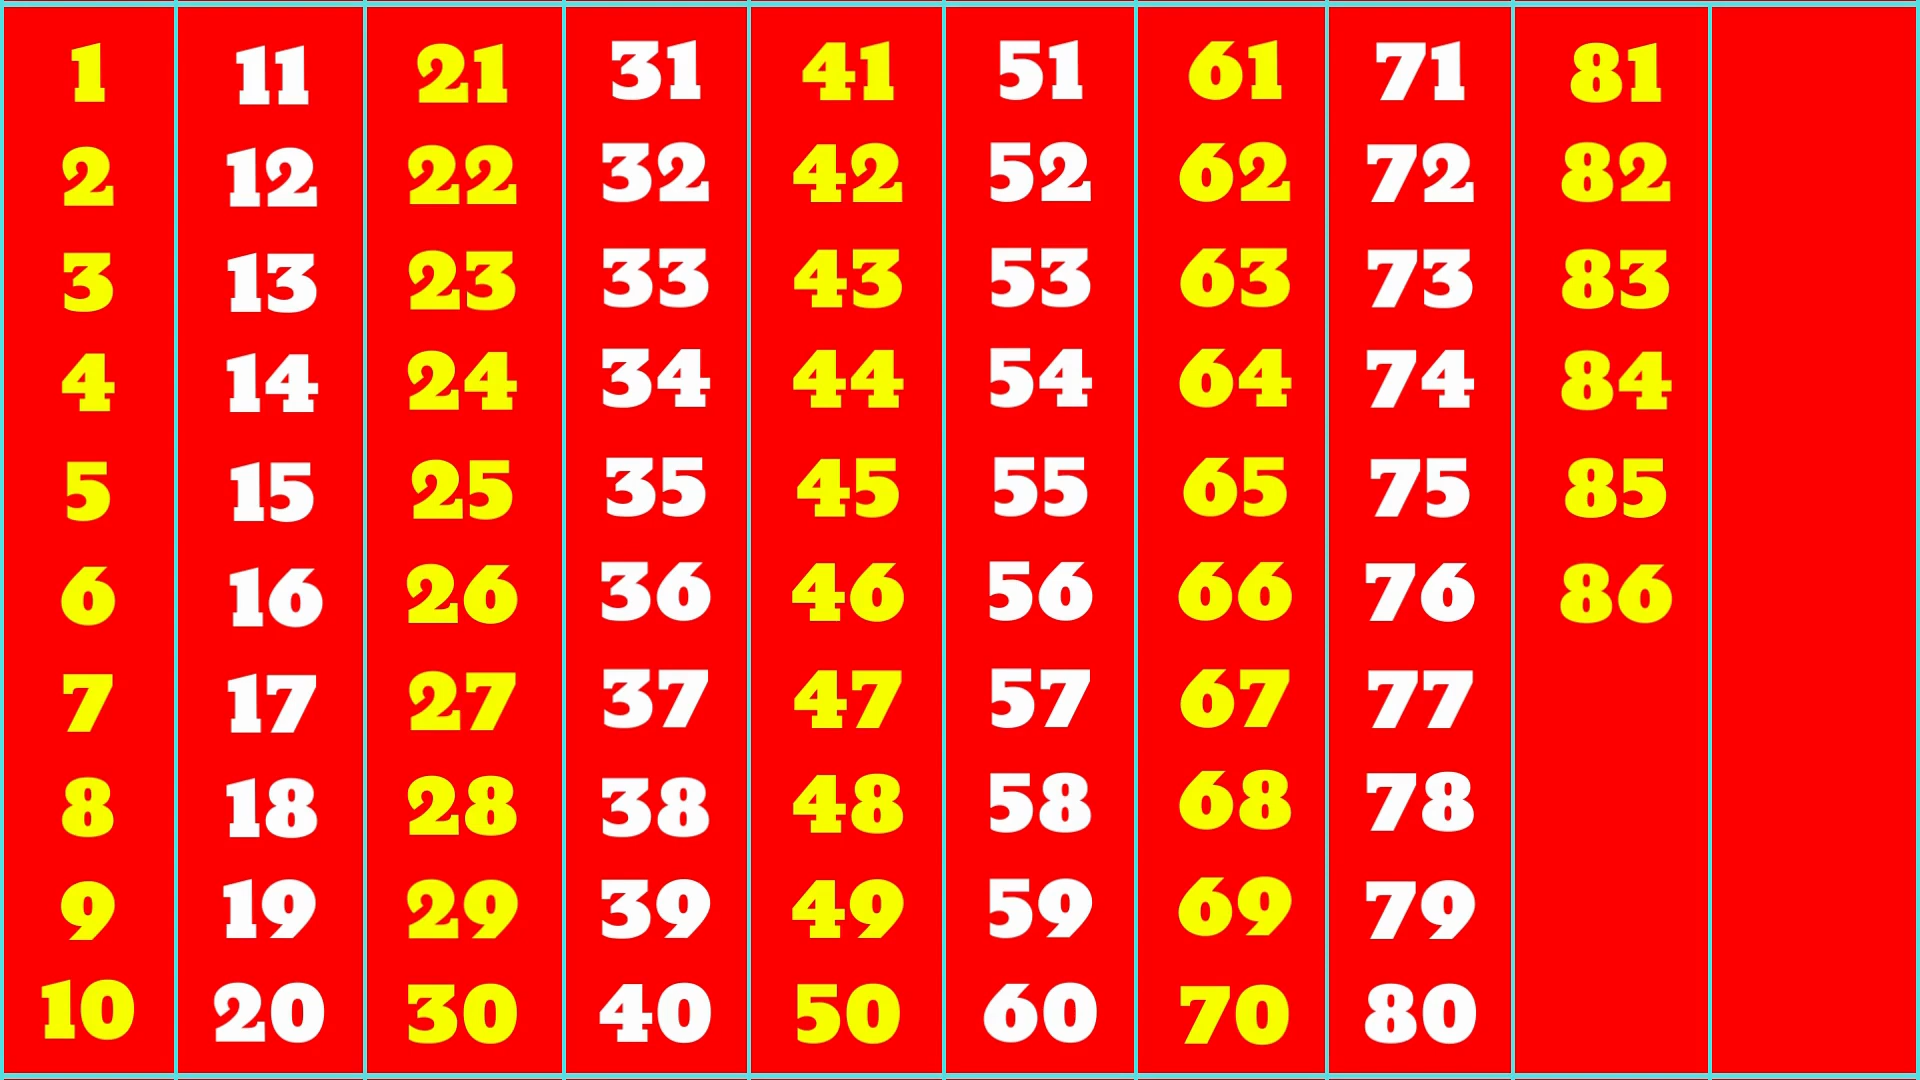 1 11 21 31 41 51 61 71 81
2 12 22 32 42 52 62 72 82
3 13 23 33 43 53 63 73 83
4 14 24 34 44 54 64 74 84
5 15 25 35 45 55 65 75 85
6 16 26 36 46 56 66 76 86
7 17 27 37 47 57 67 77
8 18 28 38 48 58 68 78
9 19 29 39 49 59 69 79
10 20 30 40 50 60 70 80